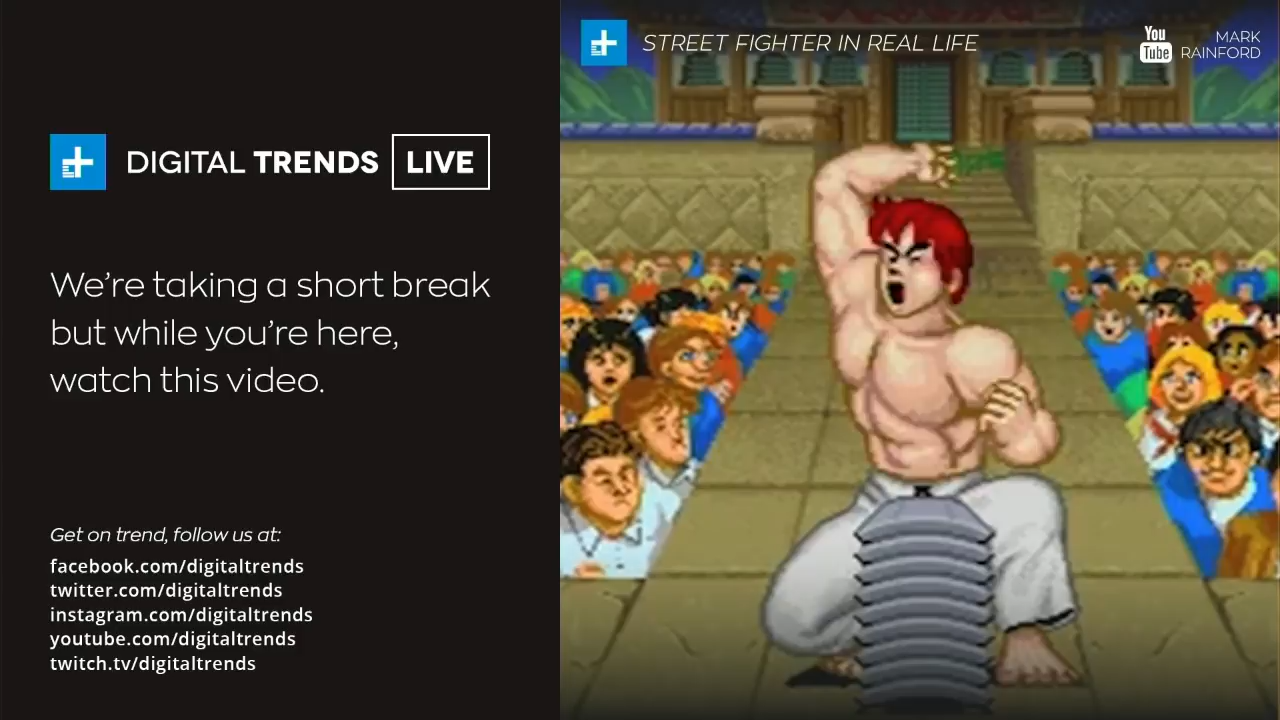 DIGITAL TRENDS LIVE
We're taking a short break
but while you're here,
watch this video.
Get on trend, follow us at:
facebook.com/digitaltrends
twitter.com/digitaltrends
instagram.com/digitaltrends
youtube.com/digitaltrends
twitch.tv/digitaltrends
STREET FIGHTER IN REAL LIFE
You
Tube
MARK
RAINFORD